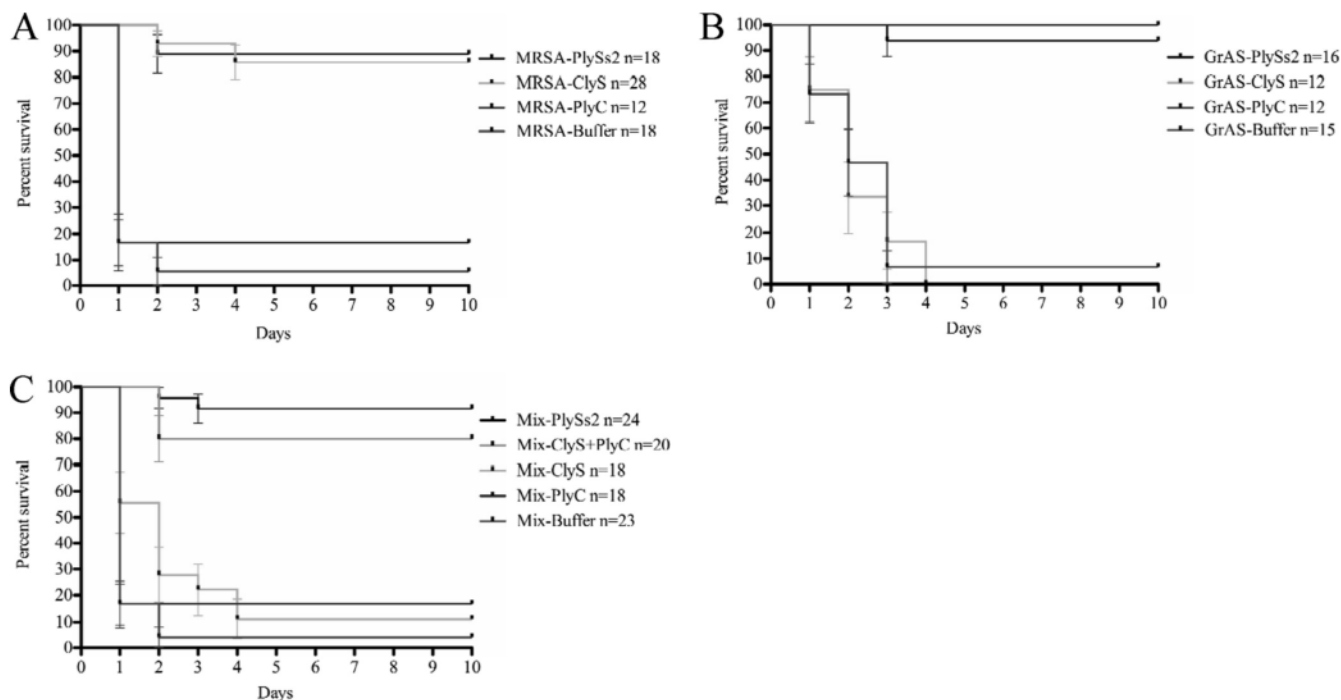 A
100
90
80
70
60
50
40
30
20
10
0
Percent survival
0 1 2 3 4 5 6 7 8 9 10
Days
MRSA-PlySs2 n=18
MRSA-ClyS n=28
MRSA-PlyC n=12
MRSA-Buffer n=18
B
100
90
80
70
60
50
40
30
20
10
0
Percent survival
0 1 2 3 4 5 6 7 8 9 10
Days
GrAS-PlySs2 n=16
GrAS-ClyS n=12
GrAS-PlyC n=12
GrAS-Buffer n=15
C
100
90
80
70
60
50
40
30
20
10
0
Percent survival
0 1 2 3 4 5 6 7 8 9 10
Days
Mix-PlySs2 n=24
Mix-ClyS+PlyC n=20
Mix-ClyS n=18
Mix-PlyC n=18
Mix-Buffer n=23